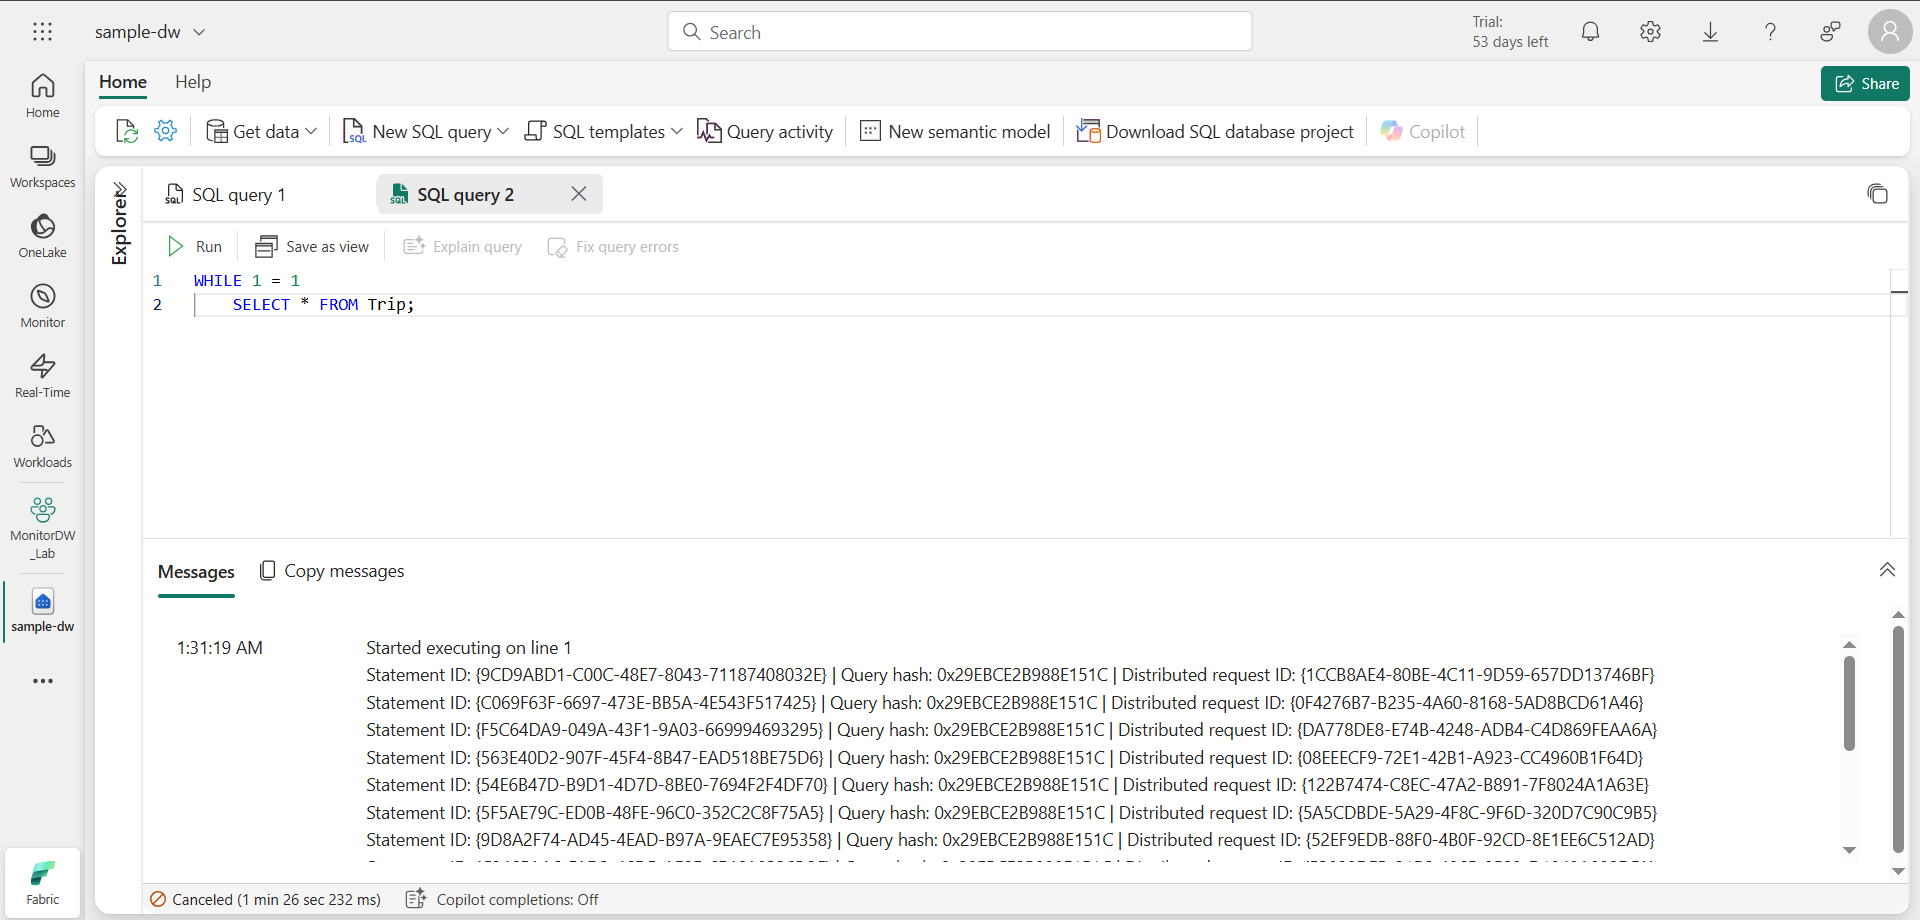 sample-dw
Search
Trial:
53 days left
Home
Help
Share
Get data
New SQL query
SQL templates
Query activity
New semantic model
Download SQL database project
Copilot
Home
Workspaces
OneLake
Monitor
Real-Time
Workloads
MonitorDW
_Lab
sample-dw
Fabric
Explorer
SQL query 1
SQL query 2
Run
Save as view
Explain query
Fix query errors
1 WHILE 1 = 1
2 SELECT * FROM Trip;
Messages
Copy messages
1:31:19 AM
Started executing on line 1
Statement ID: {9CD9ABD1-C00C-48E7-8043-71187408032E} | Query hash: 0x29EBCE2B988E151C | Distributed request ID: {1CCB8AE4-80BE-4C11-9D59-657DD13746BF}
Statement ID: {C069F63F-6697-473E-BB5A-4E543F517425} | Query hash: 0x29EBCE2B988E151C | Distributed request ID: {0F4276B7-B235-4A60-8168-5AD8BCD61A46}
Statement ID: {F5C64DA9-049A-43F1-9A03-669994693295} | Query hash: 0x29EBCE2B988E151C | Distributed request ID: {DA778DE8-E74B-4248-ADB4-C4D869FEAA6A}
Statement ID: {563E40D2-907F-45F4-8B47-EAD518BE75D6} | Query hash: 0x29EBCE2B988E151C | Distributed request ID: {08EEECF9-72E1-42B1-A923-CC4960B1F64D}
Statement ID: {54E6B47D-B9D1-4D7D-8BE0-7694F2F4DF70} | Query hash: 0x29EBCE2B988E151C | Distributed request ID: {122B7474-C8EC-47A2-B891-7F8024A1A63E}
Statement ID: {5F5AE79C-ED0B-48FE-96C0-352C2C8F75A5} | Query hash: 0x29EBCE2B988E151C | Distributed request ID: {5A5CDBDE-5A29-4F8C-9F6D-320D7C90C9B5}
Statement ID: {9D8A2F74-AD45-4EAD-B97A-9EAEC7E95358} | Query hash: 0x29EBCE2B988E151C | Distributed request ID: {52EF9EDB-88F0-4B0F-92CD-8E1EE6C512AD}
Canceled (1 min 26 sec 232 ms)
Copilot completions: Off